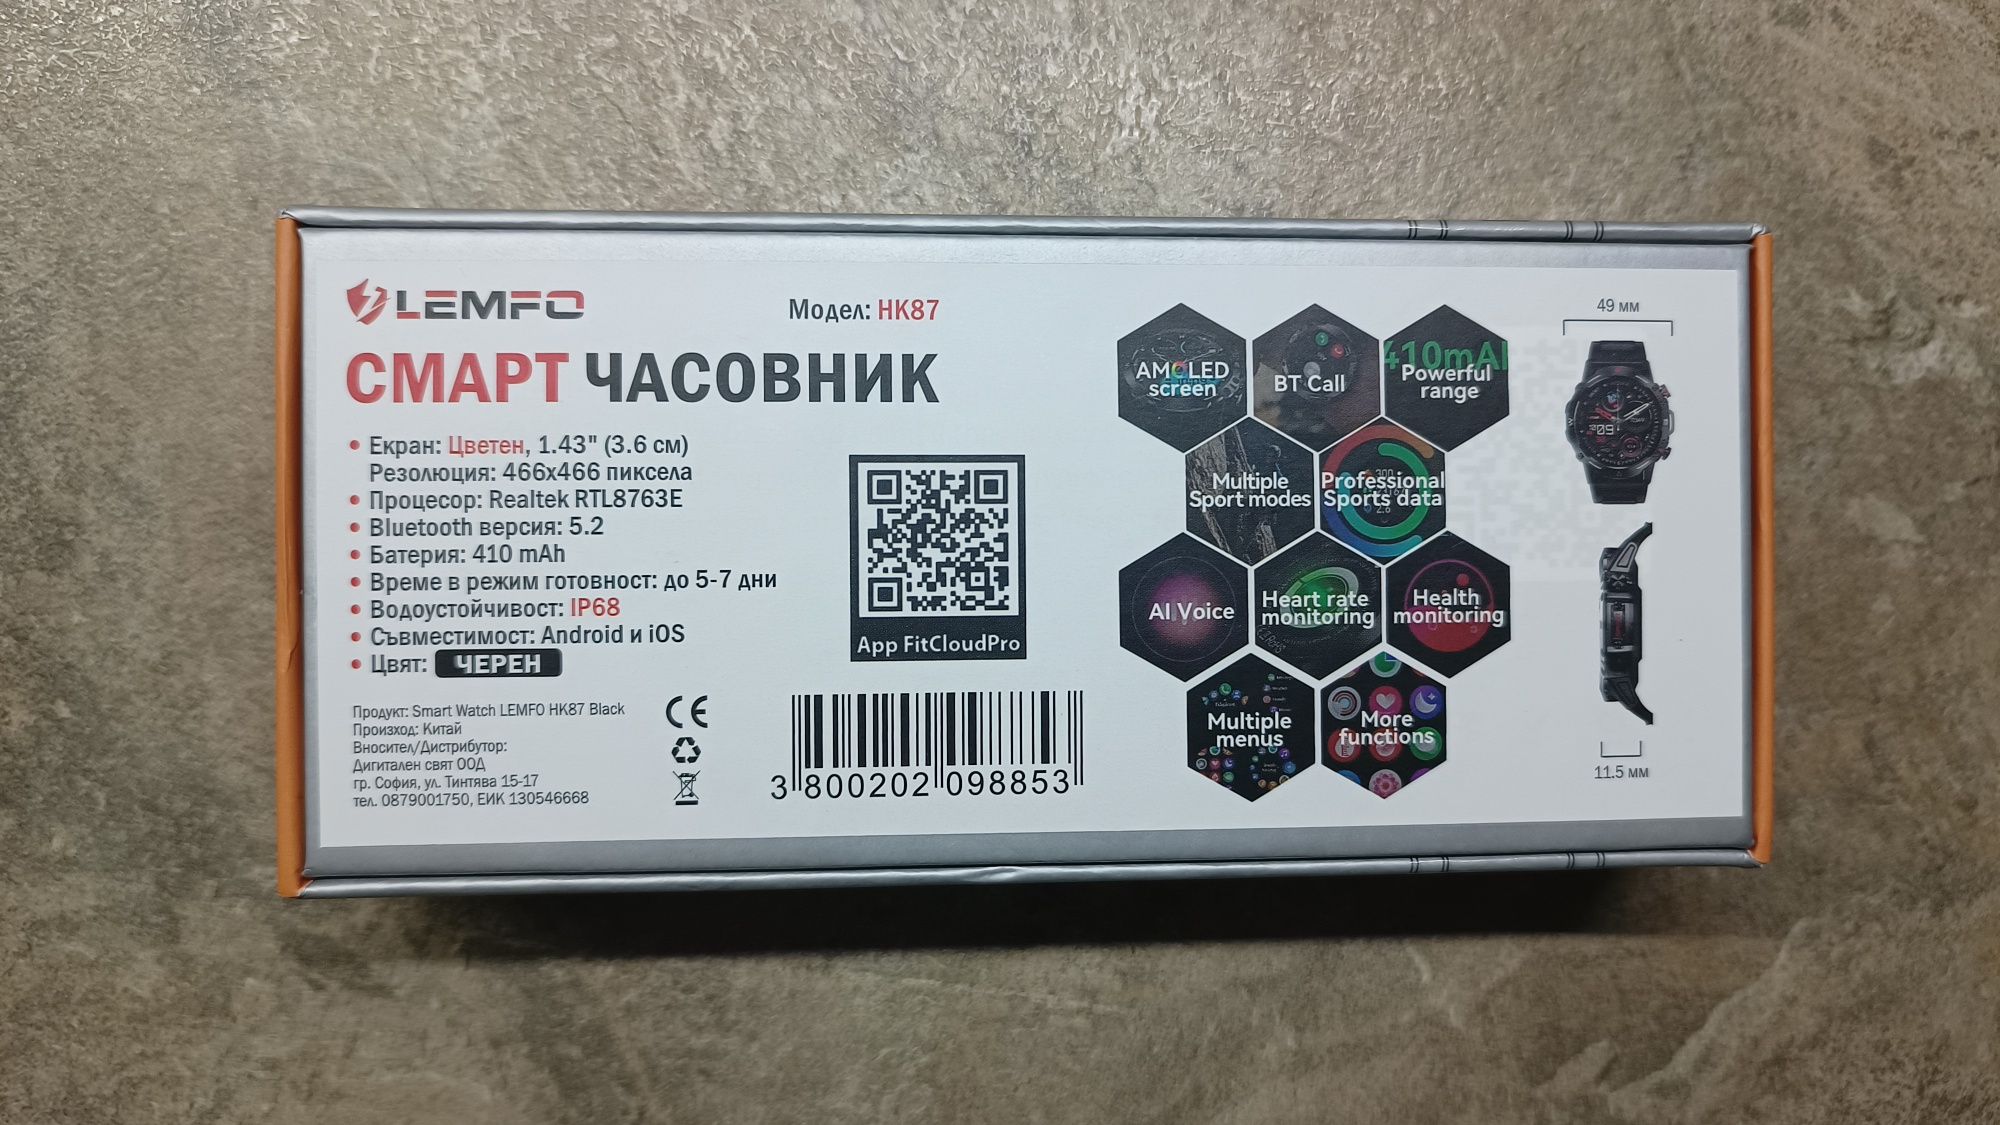 LEMFO
Модел: HK87
СМАРТ ЧАСОВНИК
• Екран: Цветен, 1.43" (3.6 см)
Резолюция: 466x466 пиксела
• Процесор: Realtek RTL8763E
• Bluetooth версия: 5.2
• Батерия: 410 mAh
• Време в режим готовност: до 5-7 дни
• Водоустойчивост: IP68
• Съвместимост: Android и iOS
• Цвят: ЧЕРЕН
App FitCloudPro
Продукт: Smart Watch LEMFO HK87 Black
Произход: Китай
Вносител/Дистрибутор:
Дигитален свят ООД
гр. София, ул. Тинтява 15-17
тел. 0879001750, ЕИК 130546668
CE
3 800202 098853
AMOLED
screen
BT Call
410mAh
Powerful
range
Multiple
Sport modes
Professional
Sports data
AI Voice
Heart rate
monitoring
Health
monitoring
Multiple
menus
More
functions
49 мм
11.5 мм